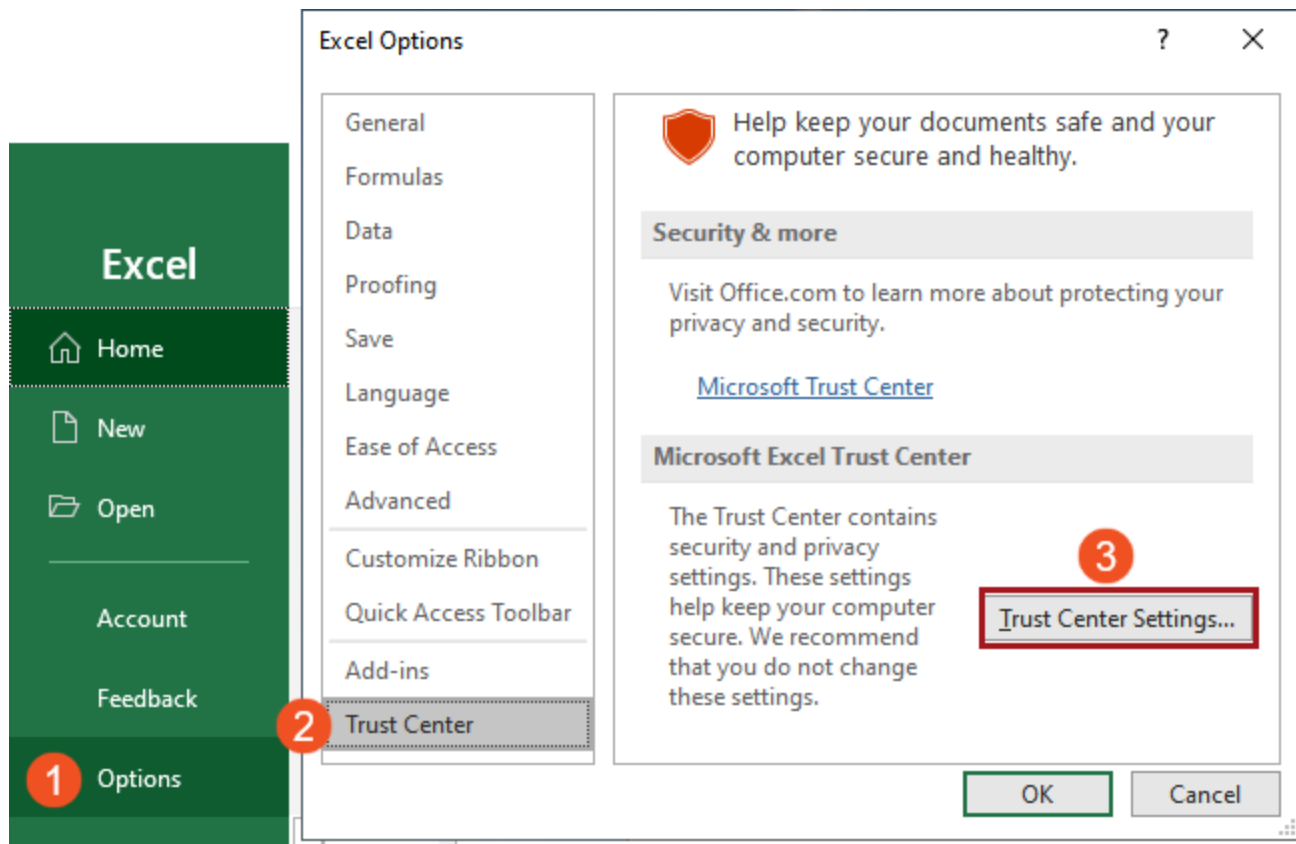 Excel
Home
New
Open
Account
Feedback
1 Options
Excel Options
?
General
Formulas
Data
Proofing
Save
Language
Ease of Access
Advanced
Customize Ribbon
Quick Access Toolbar
Add-ins
2 Trust Center
Help keep your documents safe and your
computer secure and healthy.
Security & more
Visit Office.com to learn more about protecting your
privacy and security.
Microsoft Trust Center
Microsoft Excel Trust Center
The Trust Center contains
security and privacy
settings. These settings
help keep your computer
secure. We recommend
that you do not change
these settings.
3
Trust Center Settings...
OK
Cancel